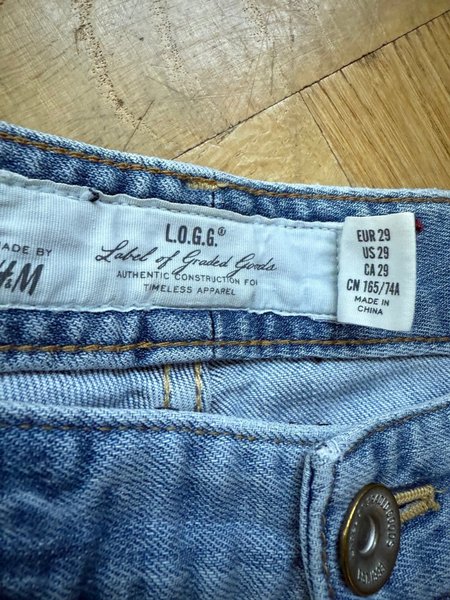 MADE BY
H&M
L.O.G.G.®
Label of Graded Goods
AUTHENTIC CONSTRUCTION FOR
TIMELESS APPAREL
EUR 29
US 29
CA 29
CN 165/74A
MADE IN
CHINA